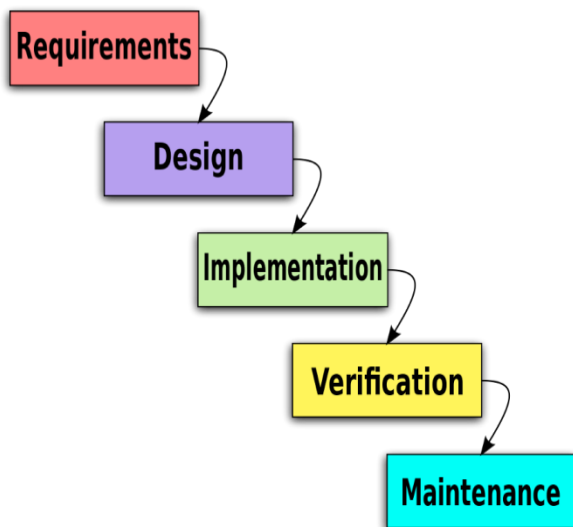 Requirements
Design
Implementation
Verification
Maintenance